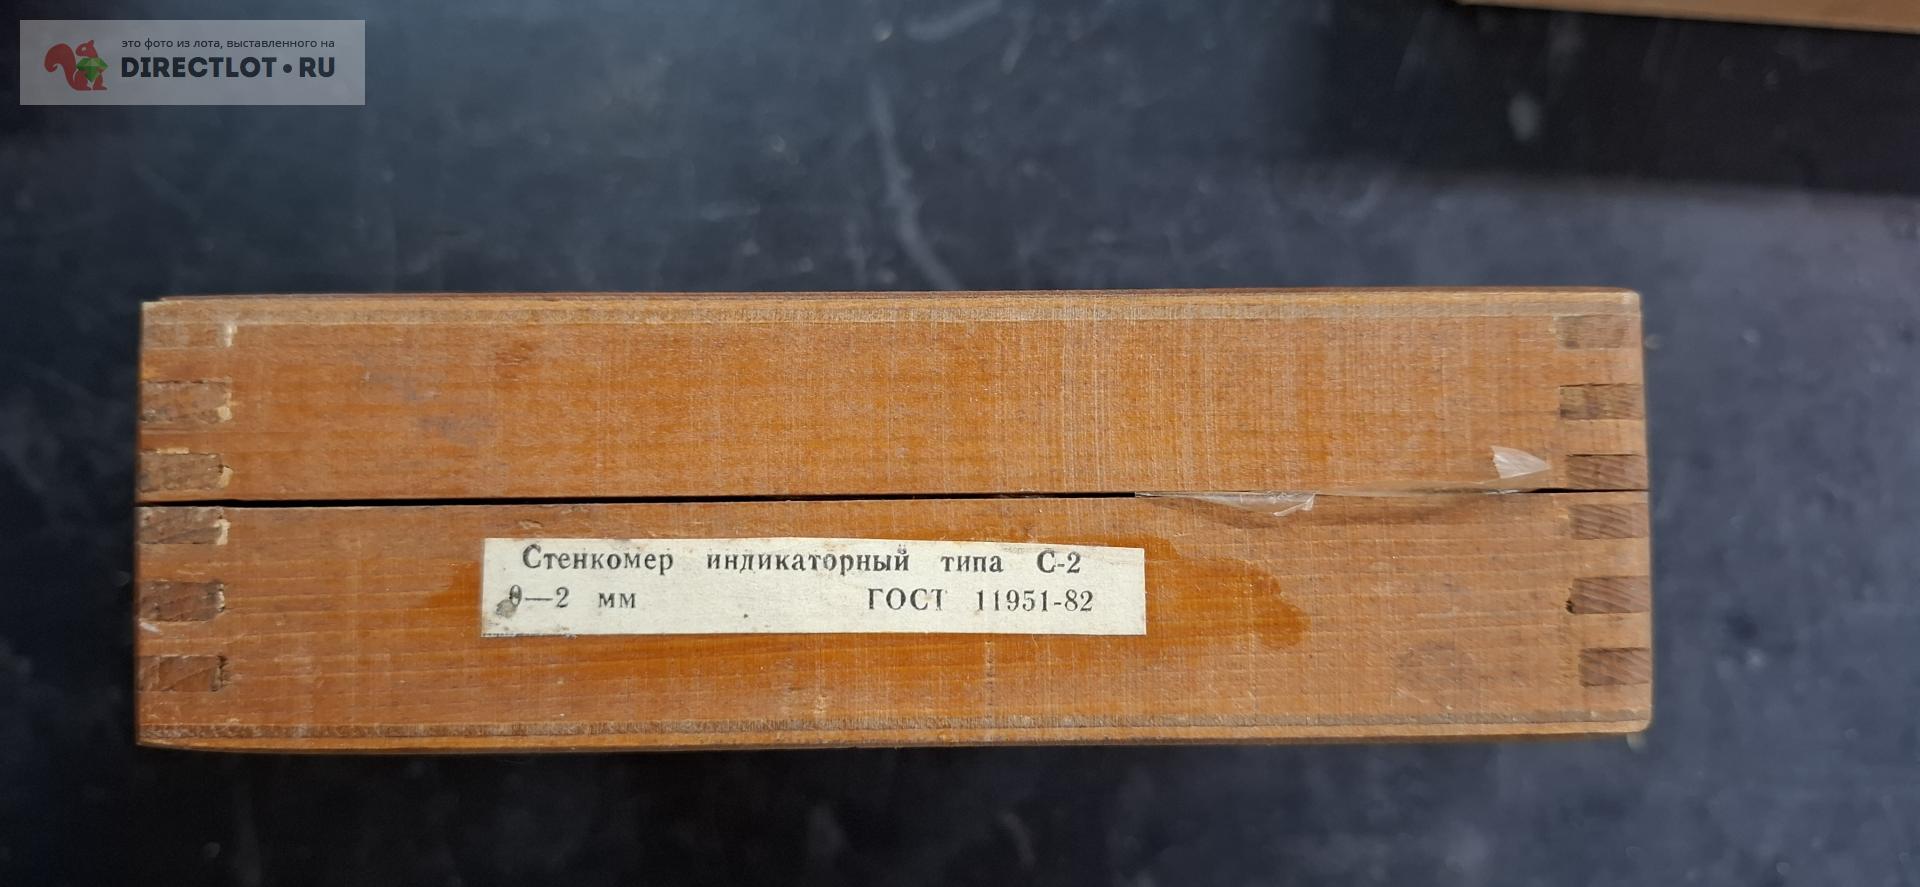 это фото из лота, выставленного на
DIRECTLOT•RU
Стенкомер индикаторный типа С-2
0—2 мм ГОСТ 11951-82